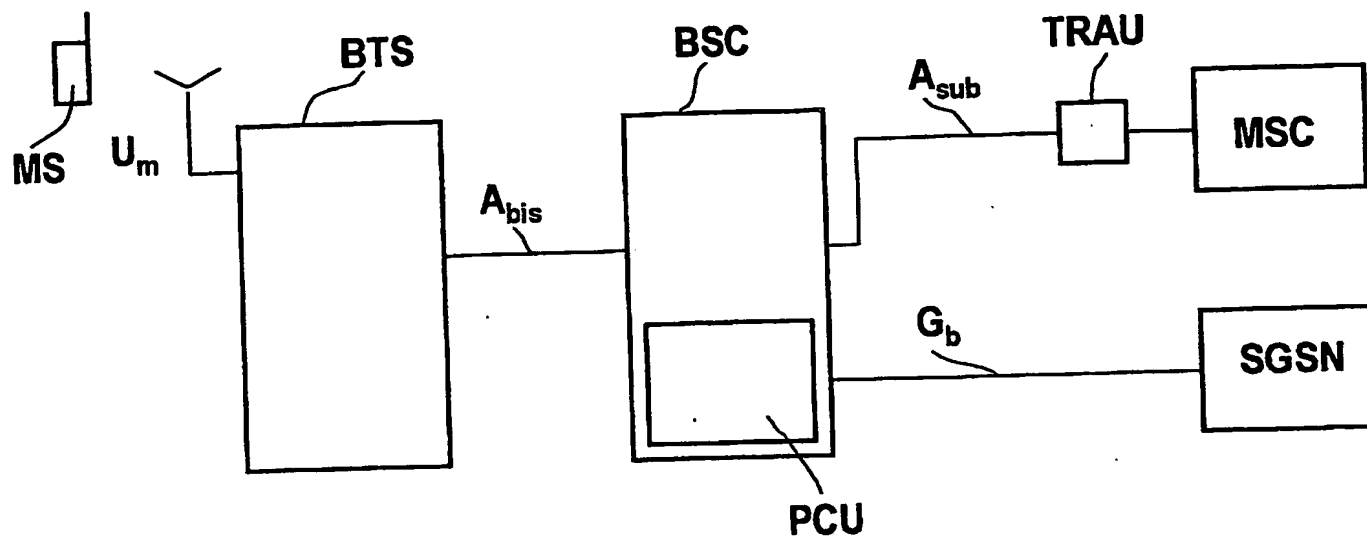 TRAU
BSC
BTS
A_sub
MSC
MS
U_m
A_bis
G_b
SGSN
PCU